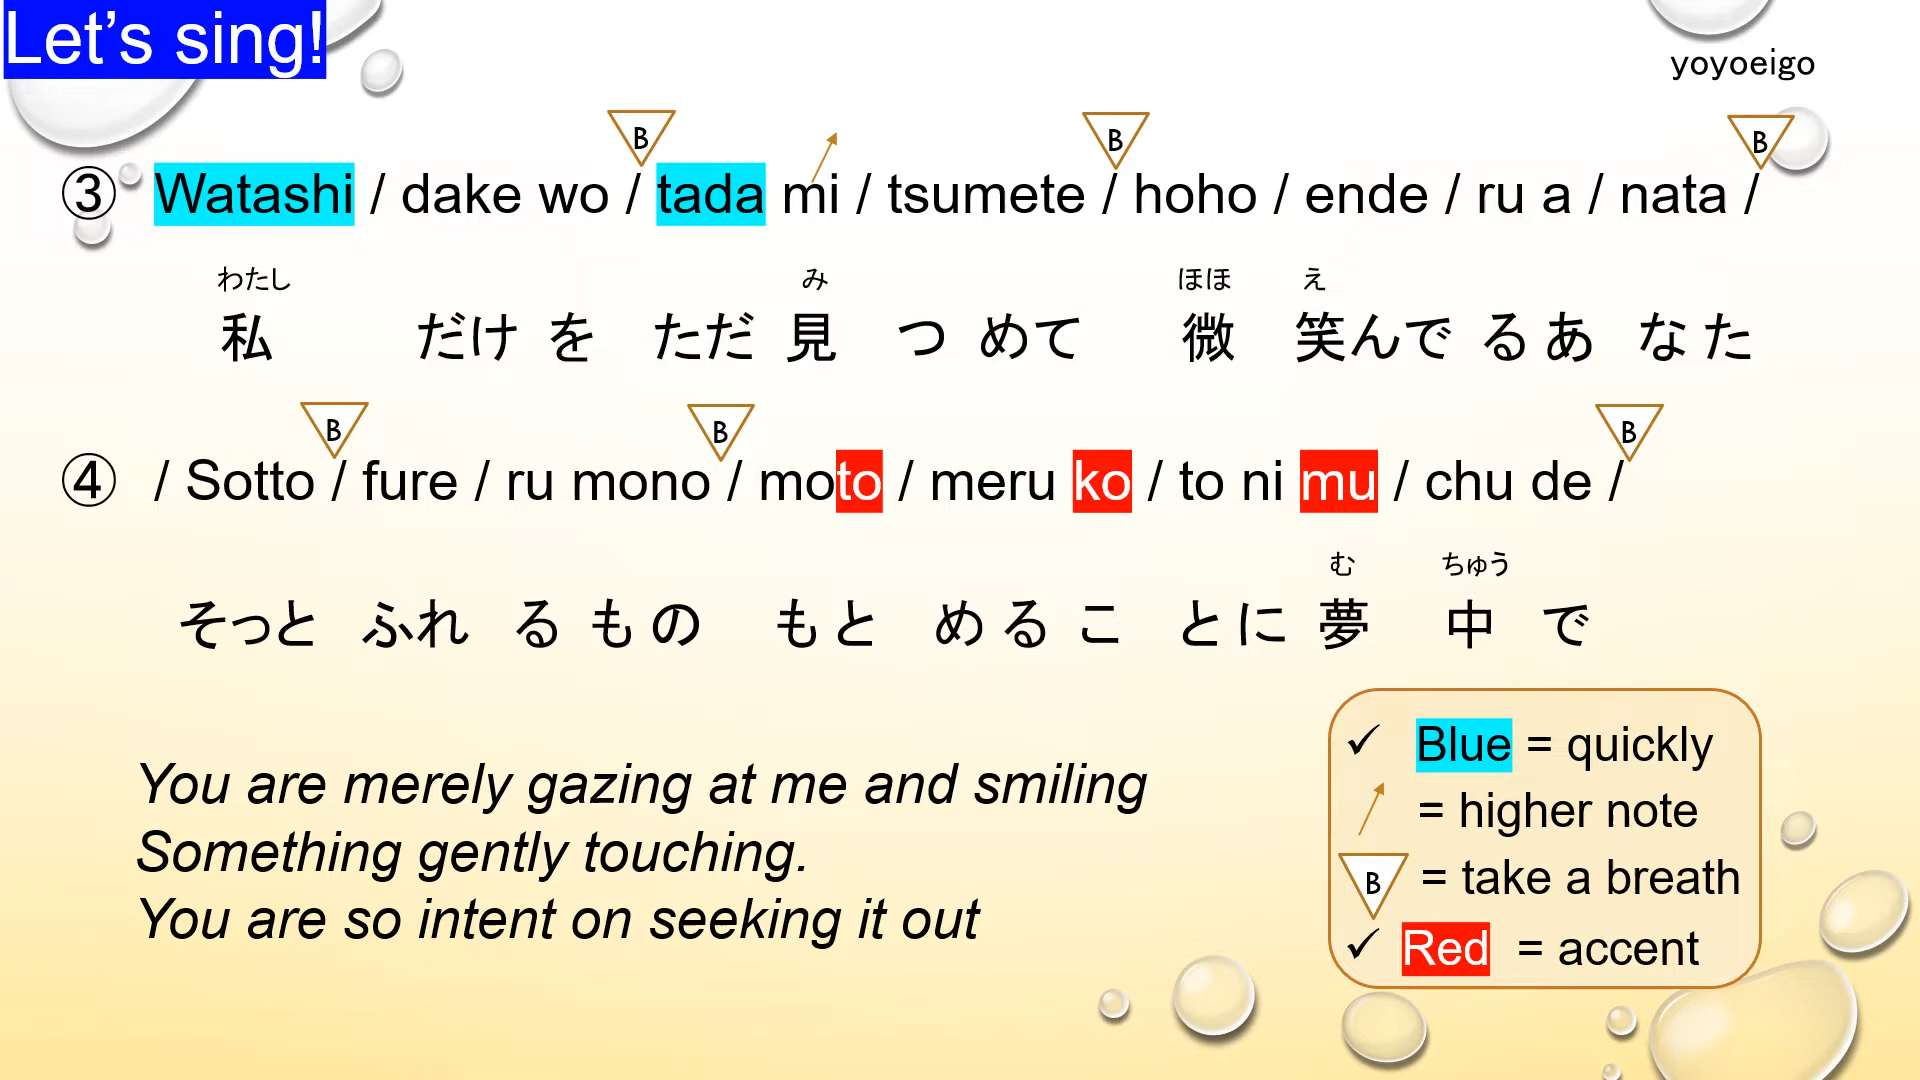 Let's sing!
yoyoeigo
B B B
③ Watashi / dake wo / tada mi / tsumete / hoho / ende / ru a / nata /
わたし み ほほ え
私 だけ を ただ 見 つ めて 微 笑んで る あ な た
B B B
④ / Sotto / fure / ru mono / moto / meru ko / to ni mu / chu de /
む ちゅう
そっと ふれ る も の も と め る こ と に 夢 中 で
You are merely gazing at me and smiling
Something gently touching.
You are so intent on seeking it out
✓ Blue = quickly
= higher note
B = take a breath
✓ Red = accent